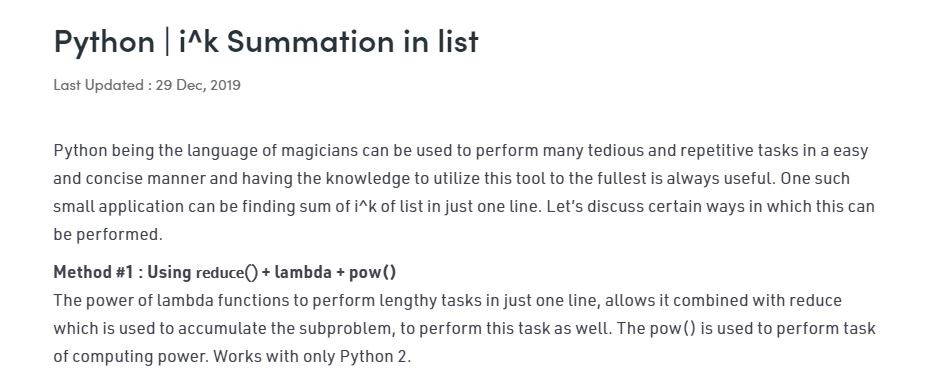 Python | i^k Summation in list
Last Updated : 29 Dec, 2019
Python being the language of magicians can be used to perform many tedious and repetitive tasks in a easy
and concise manner and having the knowledge to utilize this tool to the fullest is always useful. One such
small application can be finding sum of i^k of list in just one line. Let’s discuss certain ways in which this can
be performed.
Method #1 : Using reduce() + lambda + pow()
The power of lambda functions to perform lengthy tasks in just one line, allows it combined with reduce
which is used to accumulate the subproblem, to perform this task as well. The pow() is used to perform task
of computing power. Works with only Python 2.